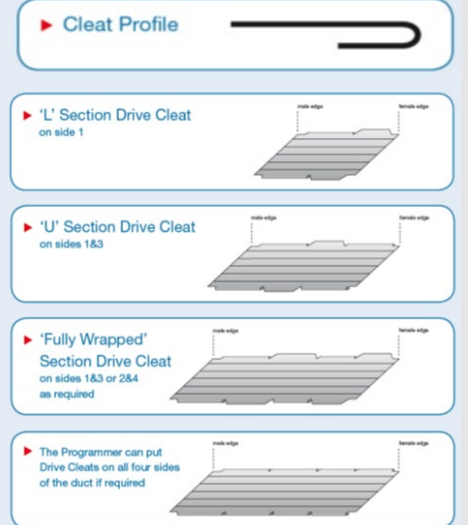 Cleat Profile
'L' Section Drive Cleat
on side 1
male edge
female edge
'U' Section Drive Cleat
on sides 1&3
male edge
female edge
'Fully Wrapped'
Section Drive Cleat
on sides 1&3 or 2&4
as required
male edge
female edge
The Programmer can put
Drive Cleats on all four sides
of the duct if required
male edge
female edge